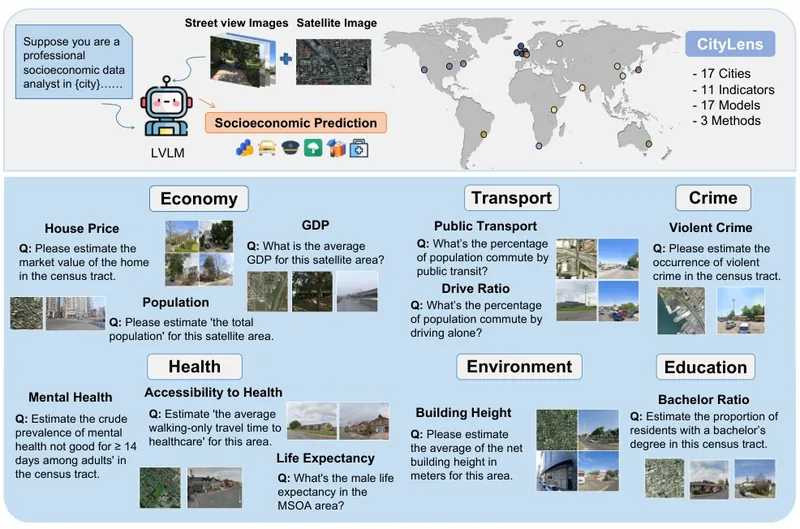 Street view Images
Satellite Image
Suppose you are a
professional
socioeconomic data
analyst in {city}……
LVLM
Socioeconomic Prediction
CityLens
- 17 Cities
- 11 Indicators
- 17 Models
- 3 Methods
Economy
House Price
Q: Please estimate the
market value of the home
in the census tract.
GDP
Q: What is the average
GDP for this satellite area?
Population
Q: Please estimate 'the total
population' for this satellite area.
Transport
Public Transport
Q: What's the percentage
of population commute by
public transit?
Drive Ratio
Q: What's the percentage
of population commute by
driving alone?
Crime
Violent Crime
Q: Please estimate the
occurrence of violent
crime in the census tract.
Health
Mental Health
Q: Estimate the crude
prevalence of mental
health not good for ≥ 14
days among adults' in
the census tract.
Accessibility to Health
Q: Estimate 'the average
walking-only travel time to
healthcare' for this area.
Life Expectancy
Q: What's the male life
expectancy in the
MSOA area?
Environment
Building Height
Q: Please estimate
the average of the net
building height in
meters for this area.
Education
Bachelor Ratio
Q: Estimate the proportion of
residents with a bachelor's
degree in this census tract.